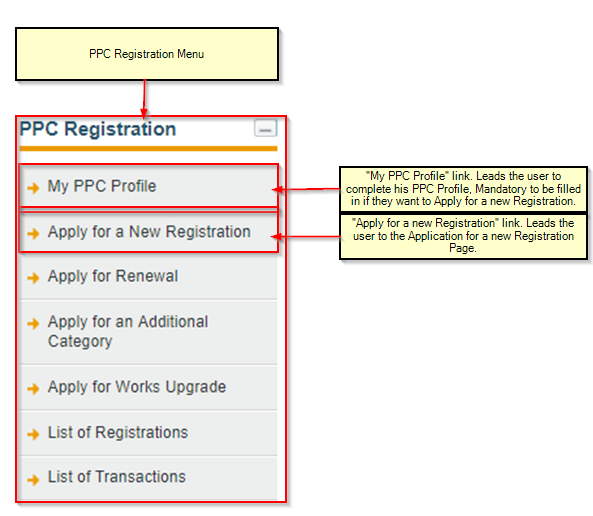 PPC Registration Menu
PPC Registration
My PPC Profile
"My PPC Profile" link. Leads the user to
complete his PPC Profile, Mandatory to be filled
in if they want to Apply for a new Registration.
Apply for a New Registration
"Apply for a new Registration" link. Leads the
user to the Application for a new Registration
Page.
Apply for Renewal
Apply for an Additional
Category
Apply for Works Upgrade
List of Registrations
List of Transactions